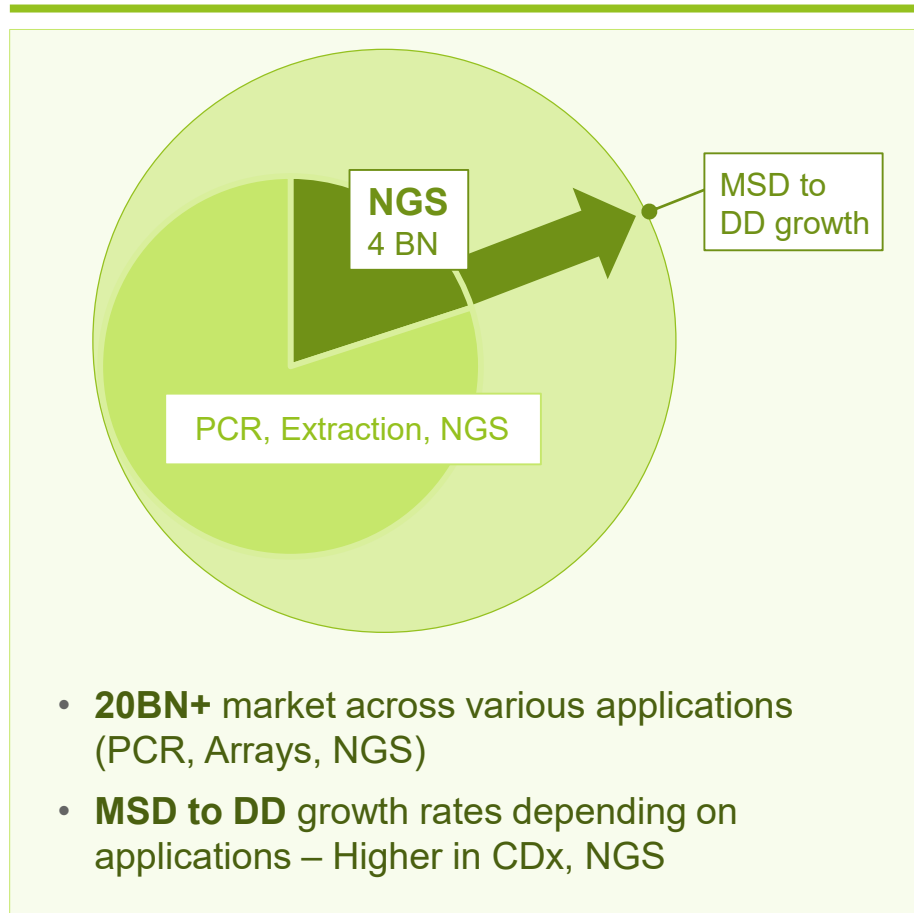 NGS
4 BN
MSD to
DD growth
PCR, Extraction, NGS
• 20BN+ market across various applications
(PCR, Arrays, NGS)
• MSD to DD growth rates depending on
applications – Higher in CDx, NGS